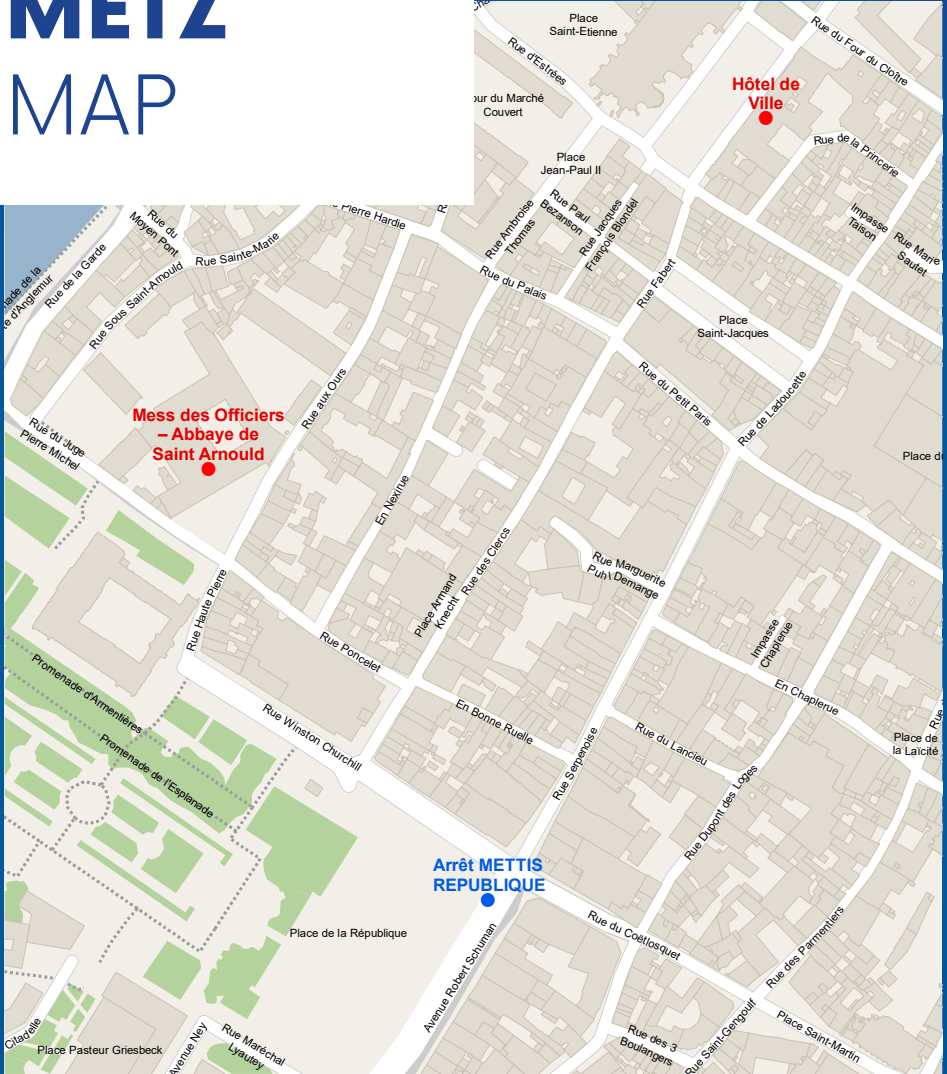 METZ
MAP
Place
Saint-Etienne
Rue d'Estrées
Rue du Four du Cloître
Hôtel de
Ville
our du Marché
Couvert
Place
Jean-Paul II
Rue de la Princerie
Rue du
Moyen Pont
Pierre Hardie
Rue Ambroise
Thomas
Rue Paul
Bezanson
Rue Jacques
François Blondel
Impasse
Taison
Rue Marie
Sautet
Rue Sainte-Marie
Rue de la Garde
nade de la
te d'Anglemur
Rue Sous Saint-Arnould
Rue du Palais
Rue Fabert
Place
Saint-Jacques
Rue aux Ours
Rue du Petit Paris
Rue de Ladoucette
Mess des Officiers
– Abbaye de
Saint Arnould
Rue du Juge
Pierre Michel
Place du
En Nexirue
Rue des Clercs
Place Armand
Knecht
Rue Marguerite
Puhl Demange
Rue Haute Pierre
Rue Poncelet
Impasse
Chaplerue
En Chaplerue
Promenade d'Armentières
Promenade de l'Esplanade
Rue Winston Churchill
En Bonne Ruelle
Rue Serpenoise
Rue du Lancieu
Place de
la Laïcité
Rue Dupont des Loges
Arrêt METTIS
REPUBLIQUE
Place de la République
Rue du Coëtlosquet
Rue des Parmentiers
Avenue Robert Schuman
Citadelle
Place Pasteur Griesbeck
Avenue Ney
Rue Maréchal
Lyautey
Rue des 3
Boulangers
Rue Saint-Gengoulf
Place Saint-Martin